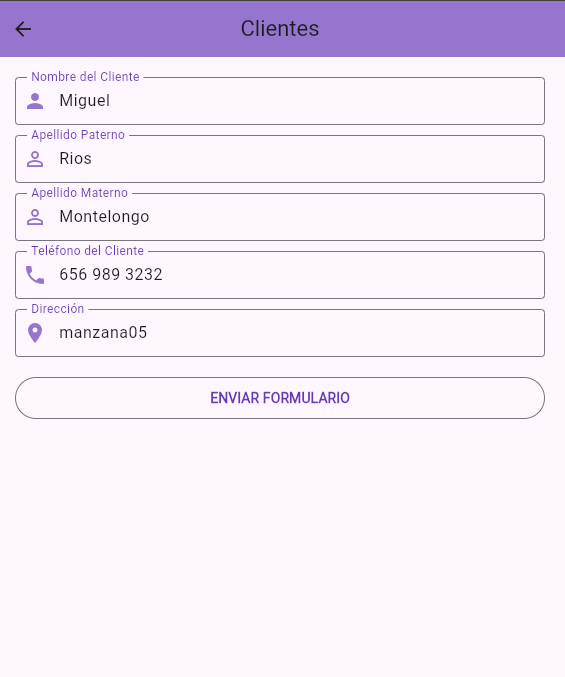 Clientes
Nombre del Cliente
Miguel
Apellido Paterno
Rios
Apellido Materno
Montelongo
Teléfono del Cliente
656 989 3232
Dirección
manzana05
ENVIAR FORMULARIO